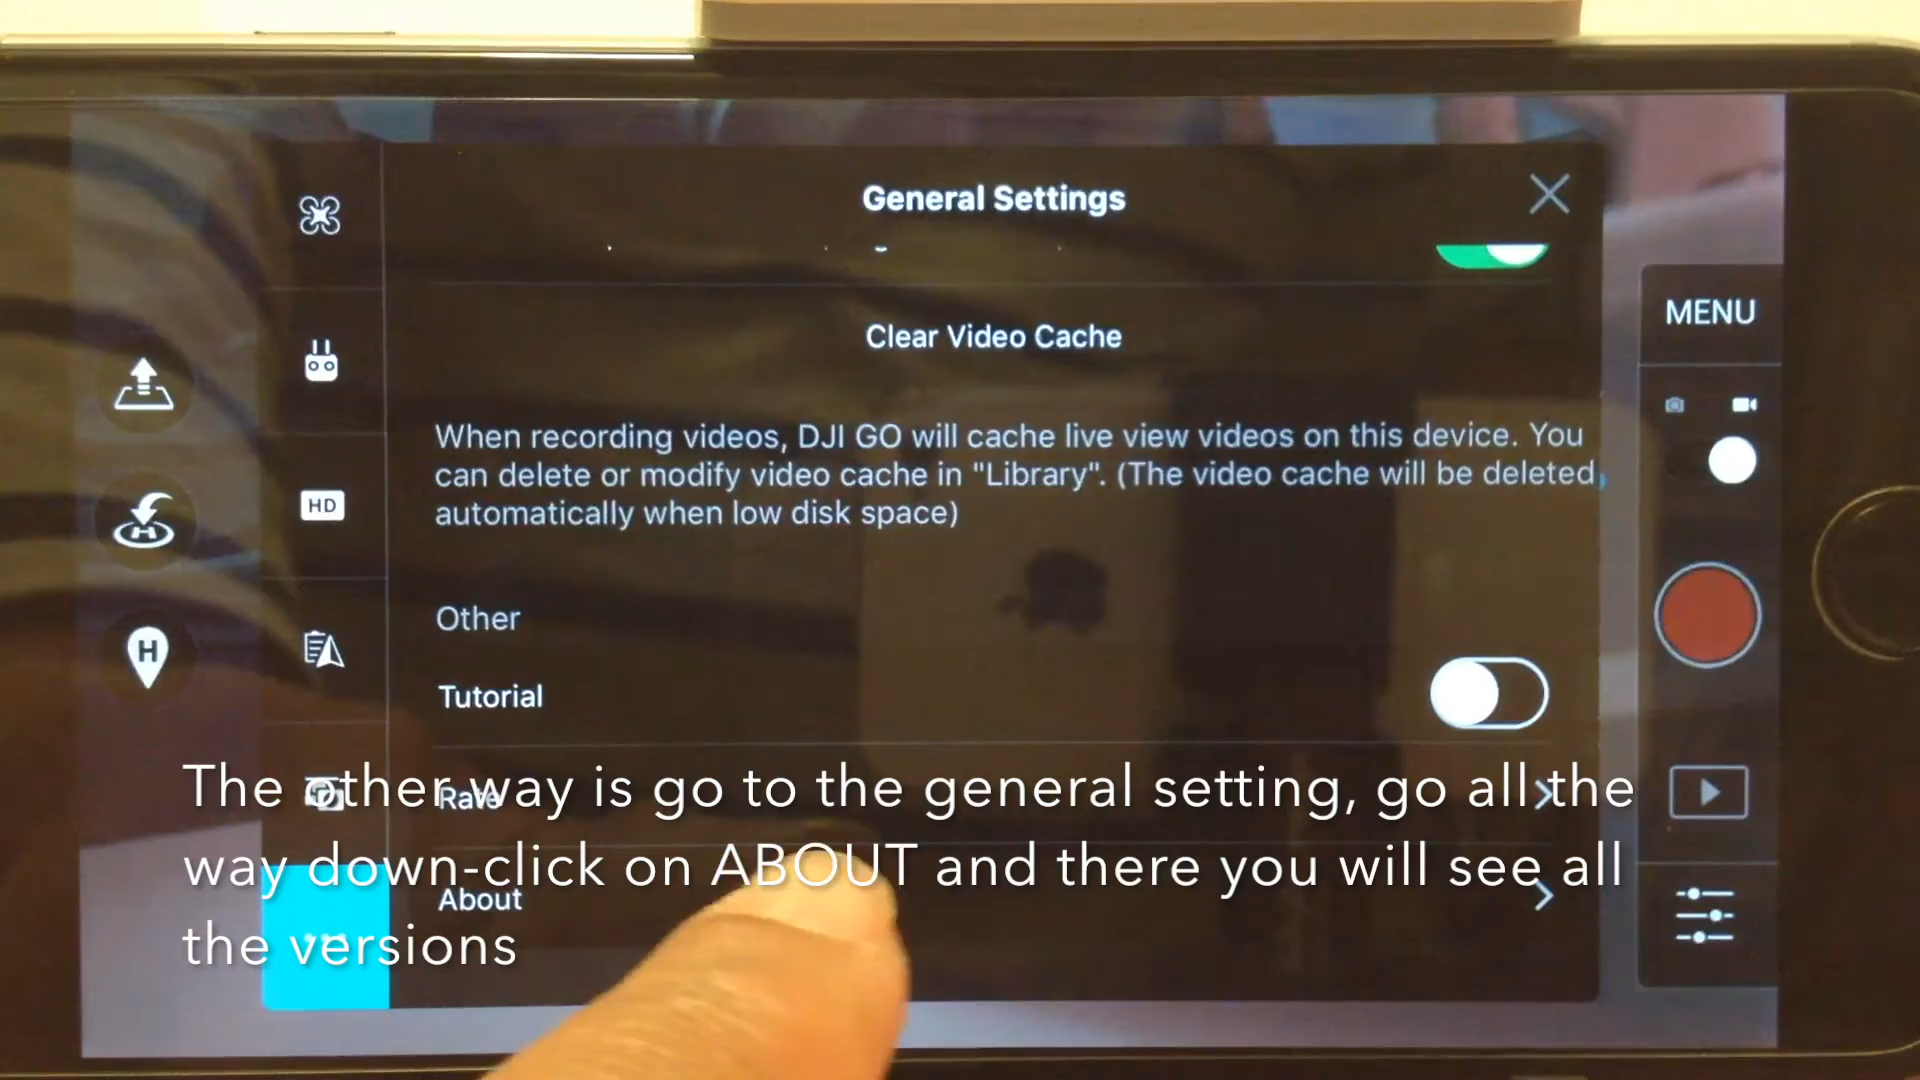 General Settings
MENU
Clear Video Cache
When recording videos, DJI GO will cache live view videos on this device. You
can delete or modify video cache in "Library". (The video cache will be deleted
automatically when low disk space)
HD
H
Other
Tutorial
Rate
About
The other way is go to the general setting, go all the
way down-click on ABOUT and there you will see all
the versions